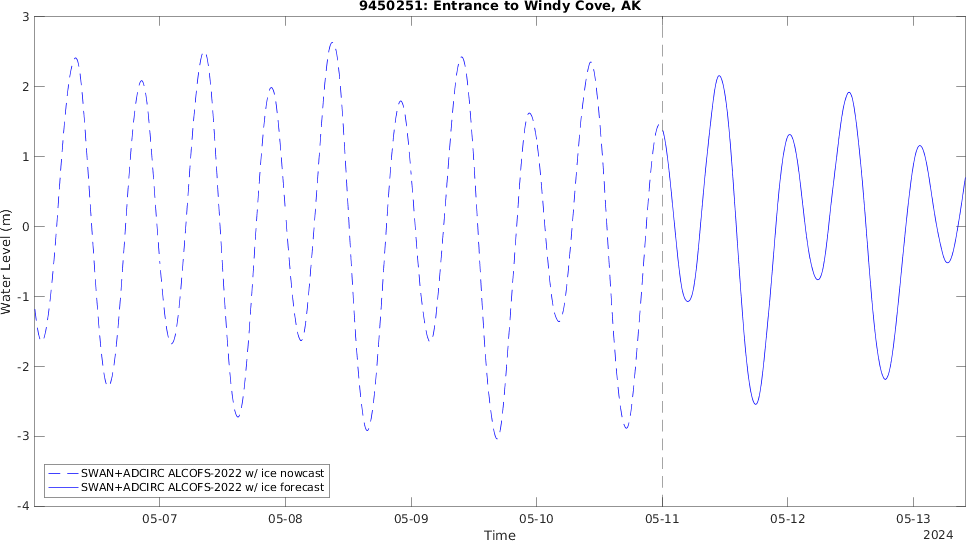 9450251: Entrance to Windy Cove, AK
3
2
1
0
-1
-2
-3
-4
Water Level (m)
SWAN+ADCIRC ALCOFS-2022 w/ ice nowcast
SWAN+ADCIRC ALCOFS-2022 w/ ice forecast
05-07 05-08 05-09 05-10 05-11 05-12 05-13
Time
2024